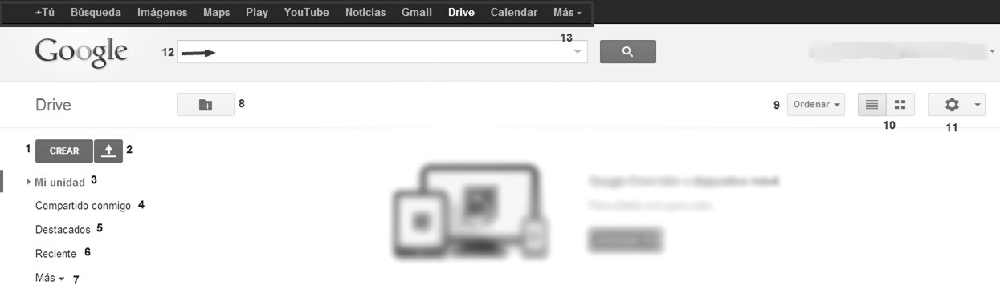 +Tú Búsqueda Imágenes Maps Play YouTube Noticias Gmail Drive Calendar Más
13
Google 12
Drive 8 9 Ordenar
10 11
1 CREAR 2
Mi unidad 3
Compartido conmigo 4
Destacados 5
Reciente 6
Más 7